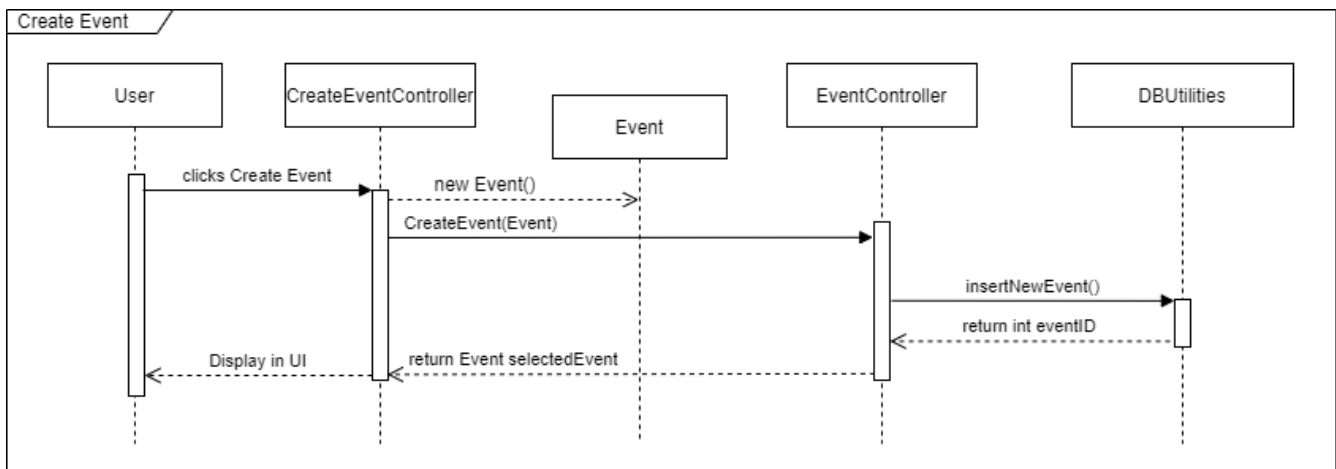 Create Event
User
CreateEventController
Event
EventController
DBUtilities
clicks Create Event
new Event()
CreateEvent(Event)
insertNewEvent()
return int eventID
return Event selectedEvent
Display in UI